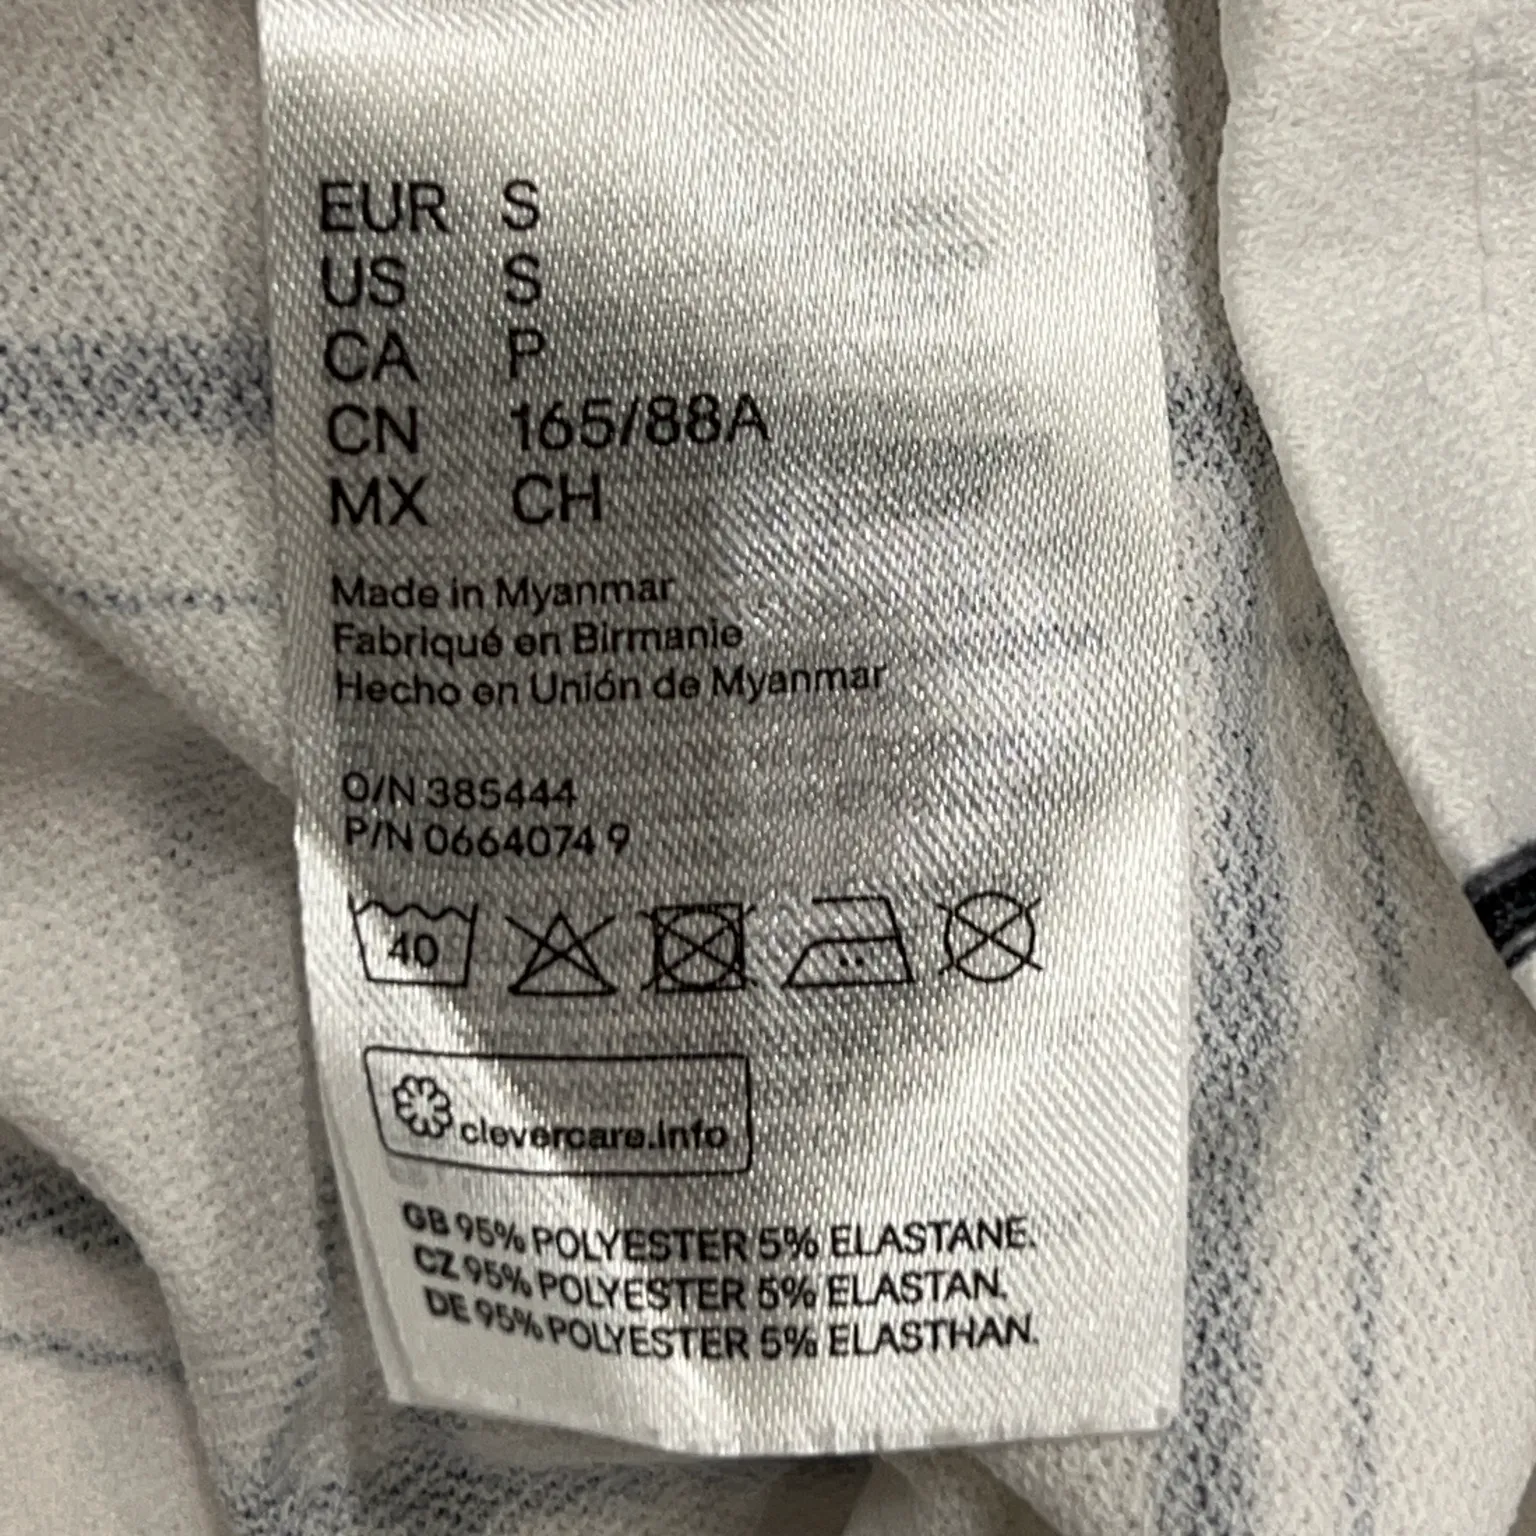 EUR S
US S
CA P
CN 165/88A
MX CH
Made in Myanmar
Fabriqué en Birmanie
Hecho en Unión de Myanmar
O/N 385444
P/N 0664074 9
40
clevercare.info
GB 95% POLYESTER 5% ELASTANE.
CZ 95% POLYESTER 5% ELASTAN.
DE 95% POLYESTER 5% ELASTHAN.